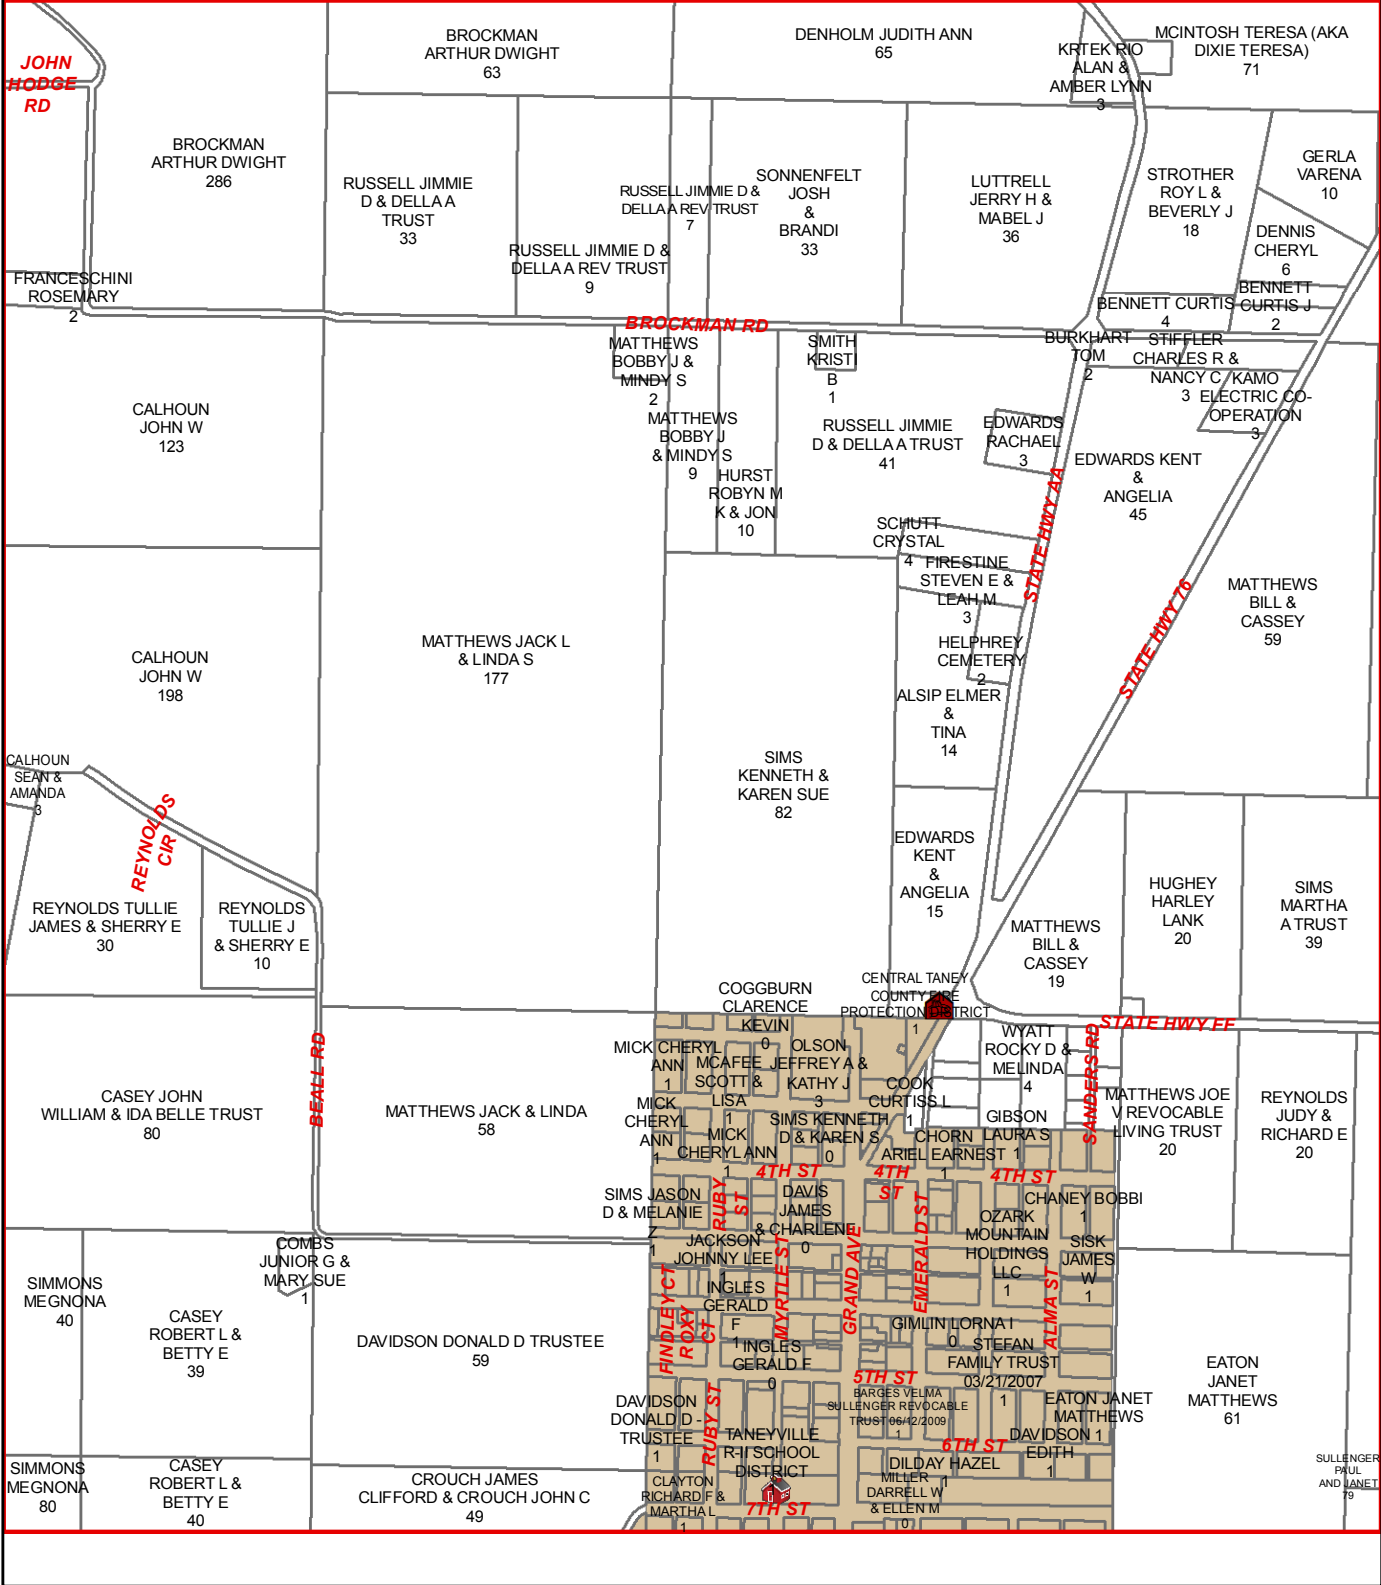 JOHN
HODGE
RD
BROCKMAN
ARTHUR DWIGHT
63
DENHOLM JUDITH ANN
65
KRTEK RIO
ALAN &
AMBER LYNN
3
MCINTOSH TERESA (AKA
DIXIE TERESA)
71
BROCKMAN
ARTHUR DWIGHT
286
RUSSELL JIMMIE
D & DELLA A
TRUST
33
RUSSELL JIMMIE D &
DELLA A REV TRUST
9
RUSSELL JIMMIE D &
DELLA A REV TRUST
7
SONNENFELT
JOSH
&
BRANDI
33
LUTTRELL
JERRY H &
MABEL J
36
STROTHER
ROY L &
BEVERLY J
18
GERLA
VARENA
10
DENNIS
CHERYL
6
BENNETT
CURTIS J
2
BENNETT CURTIS
4
FRANCESCHINI
ROSEMARY
2
BROCKMAN RD
MATTHEWS
BOBBY J &
MINDY S
2
SMITH
KRISTI
B
1
BURKHART
TOM
2
STIFFLER
CHARLES R &
NANCY C
3
KAMO
ELECTRIC CO-
OPERATION
3
CALHOUN
JOHN W
123
MATTHEWS
BOBBY J
& MINDY S
9
HURST
ROBYN M
K & JON
10
RUSSELL JIMMIE
D & DELLA A TRUST
41
EDWARDS
RACHAEL
3
EDWARDS KENT
&
ANGELIA
45
STATE HWY AA
SCHUTT
CRYSTAL
4
FIRESTINE
STEVEN E &
LEAH M
3
HELPHREY
CEMETERY
2
STATE HWY 76
MATTHEWS
BILL &
CASSEY
59
CALHOUN
JOHN W
198
MATTHEWS JACK L
& LINDA S
177
ALSIP ELMER
&
TINA
14
SIMS
KENNETH &
KAREN SUE
82
CALHOUN
SEAN &
AMANDA
3
REYNOLDS
CIR
EDWARDS
KENT
&
ANGELIA
15
REYNOLDS TULLIE
JAMES & SHERRY E
30
REYNOLDS
TULLIE J
& SHERRY E
10
MATTHEWS
BILL &
CASSEY
19
HUGHEY
HARLEY
LANK
20
SIMS
MARTHA
A TRUST
39
COGGBURN
CLARENCE
KEVIN
0
CENTRAL TANEY
COUNTY FIRE
PROTECTION DISTRICT
1
STATE HWY FF
BEALL RD
CASEY JOHN
WILLIAM & IDA BELLE TRUST
80
MATTHEWS JACK & LINDA
58
MICK CHERYL
ANN
1
MCAFEE
SCOTT &
LISA
1
OLSON
JEFFREY A &
KATHY J
3
COOK
CURTISS L
1
WYATT
ROCKY D &
MELINDA
4
SANDERS RD
MATTHEWS JOE
V REVOCABLE
LIVING TRUST
20
REYNOLDS
JUDY &
RICHARD E
20
MICK
CHERYL
ANN
1
MICK
CHERYL ANN
1
SIMS KENNETH
D & KAREN S
0
CHORN
ARIEL EARNEST
1
GIBSON
LAURA S
1
4TH ST
4TH
ST
4TH ST
SIMS JASON
D & MELANIE
Z
1
RUBY
ST
DAVIS
JAMES
& CHARLENE
0
CHANEY BOBBI
1
OZARK
MOUNTAIN
HOLDINGS
LLC
1
SISK
JAMES
W
1
JACKSON
JOHNNY LEE
1
MYRTLE ST
GRAND AVE
EMERALD ST
ALMA ST
COMBS
JUNIOR G &
MARY SUE
1
SIMMONS
MEGNONA
40
CASEY
ROBERT L &
BETTY E
39
DAVIDSON DONALD D TRUSTEE
59
FINDLEY CT
ROXY
CT
INGLES
GERALD
F
1
INGLES
GERALD F
0
GIMLIN LORNA I
0
STEFAN
FAMILY TRUST
03/21/2007
1
5TH ST
EATON
JANET
MATTHEWS
61
RUBY ST
DAVIDSON
DONALD D -
TRUSTEE
1
BARGES VELMA
SULLENGER REVOCABLE
TRUST 06/12/2009
1
EATON JANET
MATTHEWS
1
6TH ST
DAVIDSON
EDITH
1
TANEYVILLE
R-II SCHOOL
DISTRICT
DILDAY HAZEL
1
SIMMONS
MEGNONA
80
CASEY
ROBERT L &
BETTY E
40
CROUCH JAMES
CLIFFORD & CROUCH JOHN C
49
CLAYTON
RICHARD F &
MARTHA L
1
MILLER
DARRELL W
& ELLEN M
0
7TH ST
SULLENGER
PAUL
AND JANET
79